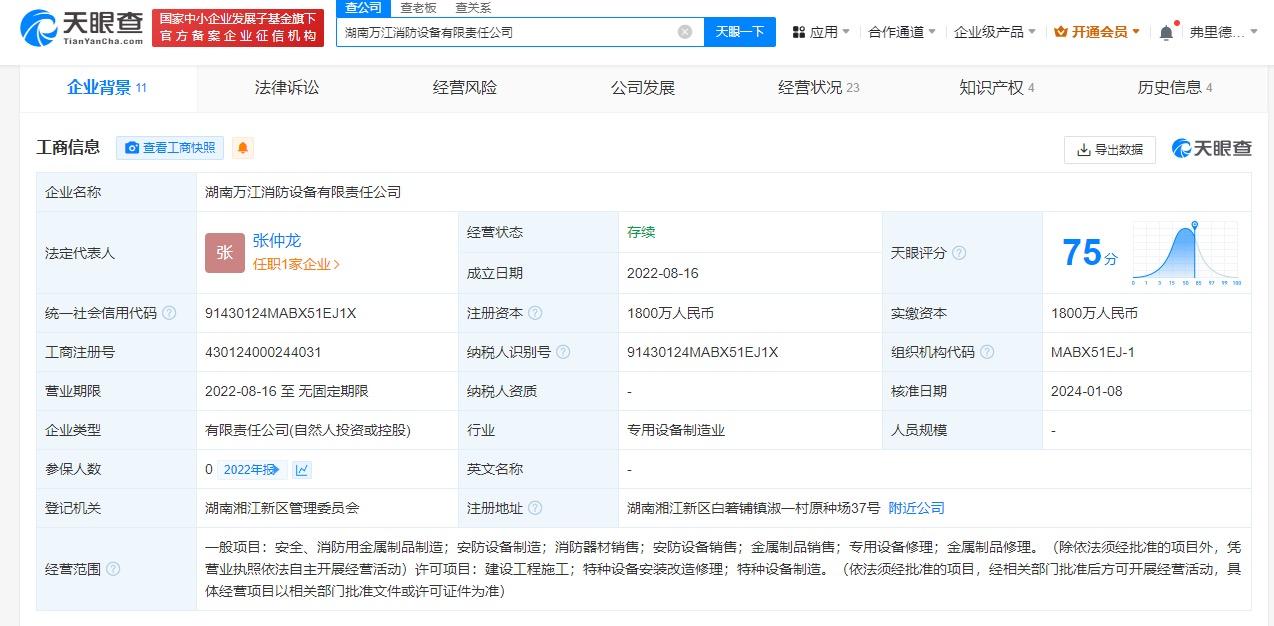 天眼查
TianYanCha.com
国家中小企业发展子基金旗下
官方备案企业征信机构
查公司 查老板 查关系
湖南万江消防设备有限责任公司 天眼一下
应用 合作通道 企业级产品 开通会员 弗里德...
企业背景 11 法律诉讼 经营风险 公司发展 经营状况 23 知识产权 4 历史信息 4
工商信息 查看工商快照 导出数据 天眼查
企业名称 湖南万江消防设备有限责任公司
法定代表人 张 张仲龙 任职1家企业 >
经营状态 存续
成立日期 2022-08-16
天眼评分 ? 75分
0 1 3 15 50 85 97 99 100
统一社会信用代码 ? 91430124MABX51EJ1X 注册资本 ? 1800万人民币 实缴资本 1800万人民币
工商注册号 430124000244031 纳税人识别号 ? 91430124MABX51EJ1X 组织机构代码 ? MABX51EJ-1
营业期限 2022-08-16 至 无固定期限 纳税人资质 - 核准日期 2024-01-08
企业类型 有限责任公司(自然人投资或控股) 行业 专用设备制造业 人员规模 -
参保人数 0 2022年报 英文名称 -
登记机关 湖南湘江新区管理委员会 注册地址 ? 湖南湘江新区白箬铺镇淑一村原种场37号 附近公司
经营范围 ? 一般项目：安全、消防用金属制品制造；安防设备制造；消防器材销售；安防设备销售；金属制品销售；专用设备修理；金属制品修理。（除依法须经批准的项目外，凭
营业执照依法自主开展经营活动）许可项目：建设工程施工；特种设备安装改造修理；特种设备制造。（依法须经批准的项目，经相关部门批准后方可开展经营活动，具
体经营项目以相关部门批准文件或许可证件为准）